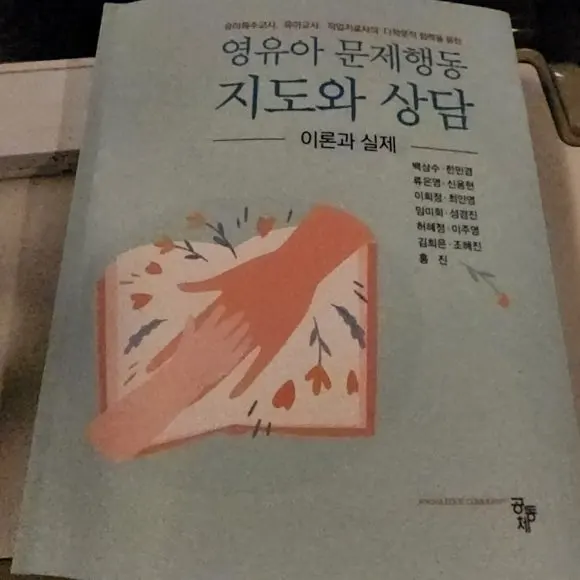 유아특수교사, 유아교사, 작업치료사의 다학문적 협력을 통한
영유아 문제행동
지도와 상담
이론과 실제
백상수·한민경
류은영·신용현
이희정·최민영
임미희·성경진
허혜정·이주영
김희은·조혜진
홍 진
KNOWLEDGE COMMUNITY
공동체